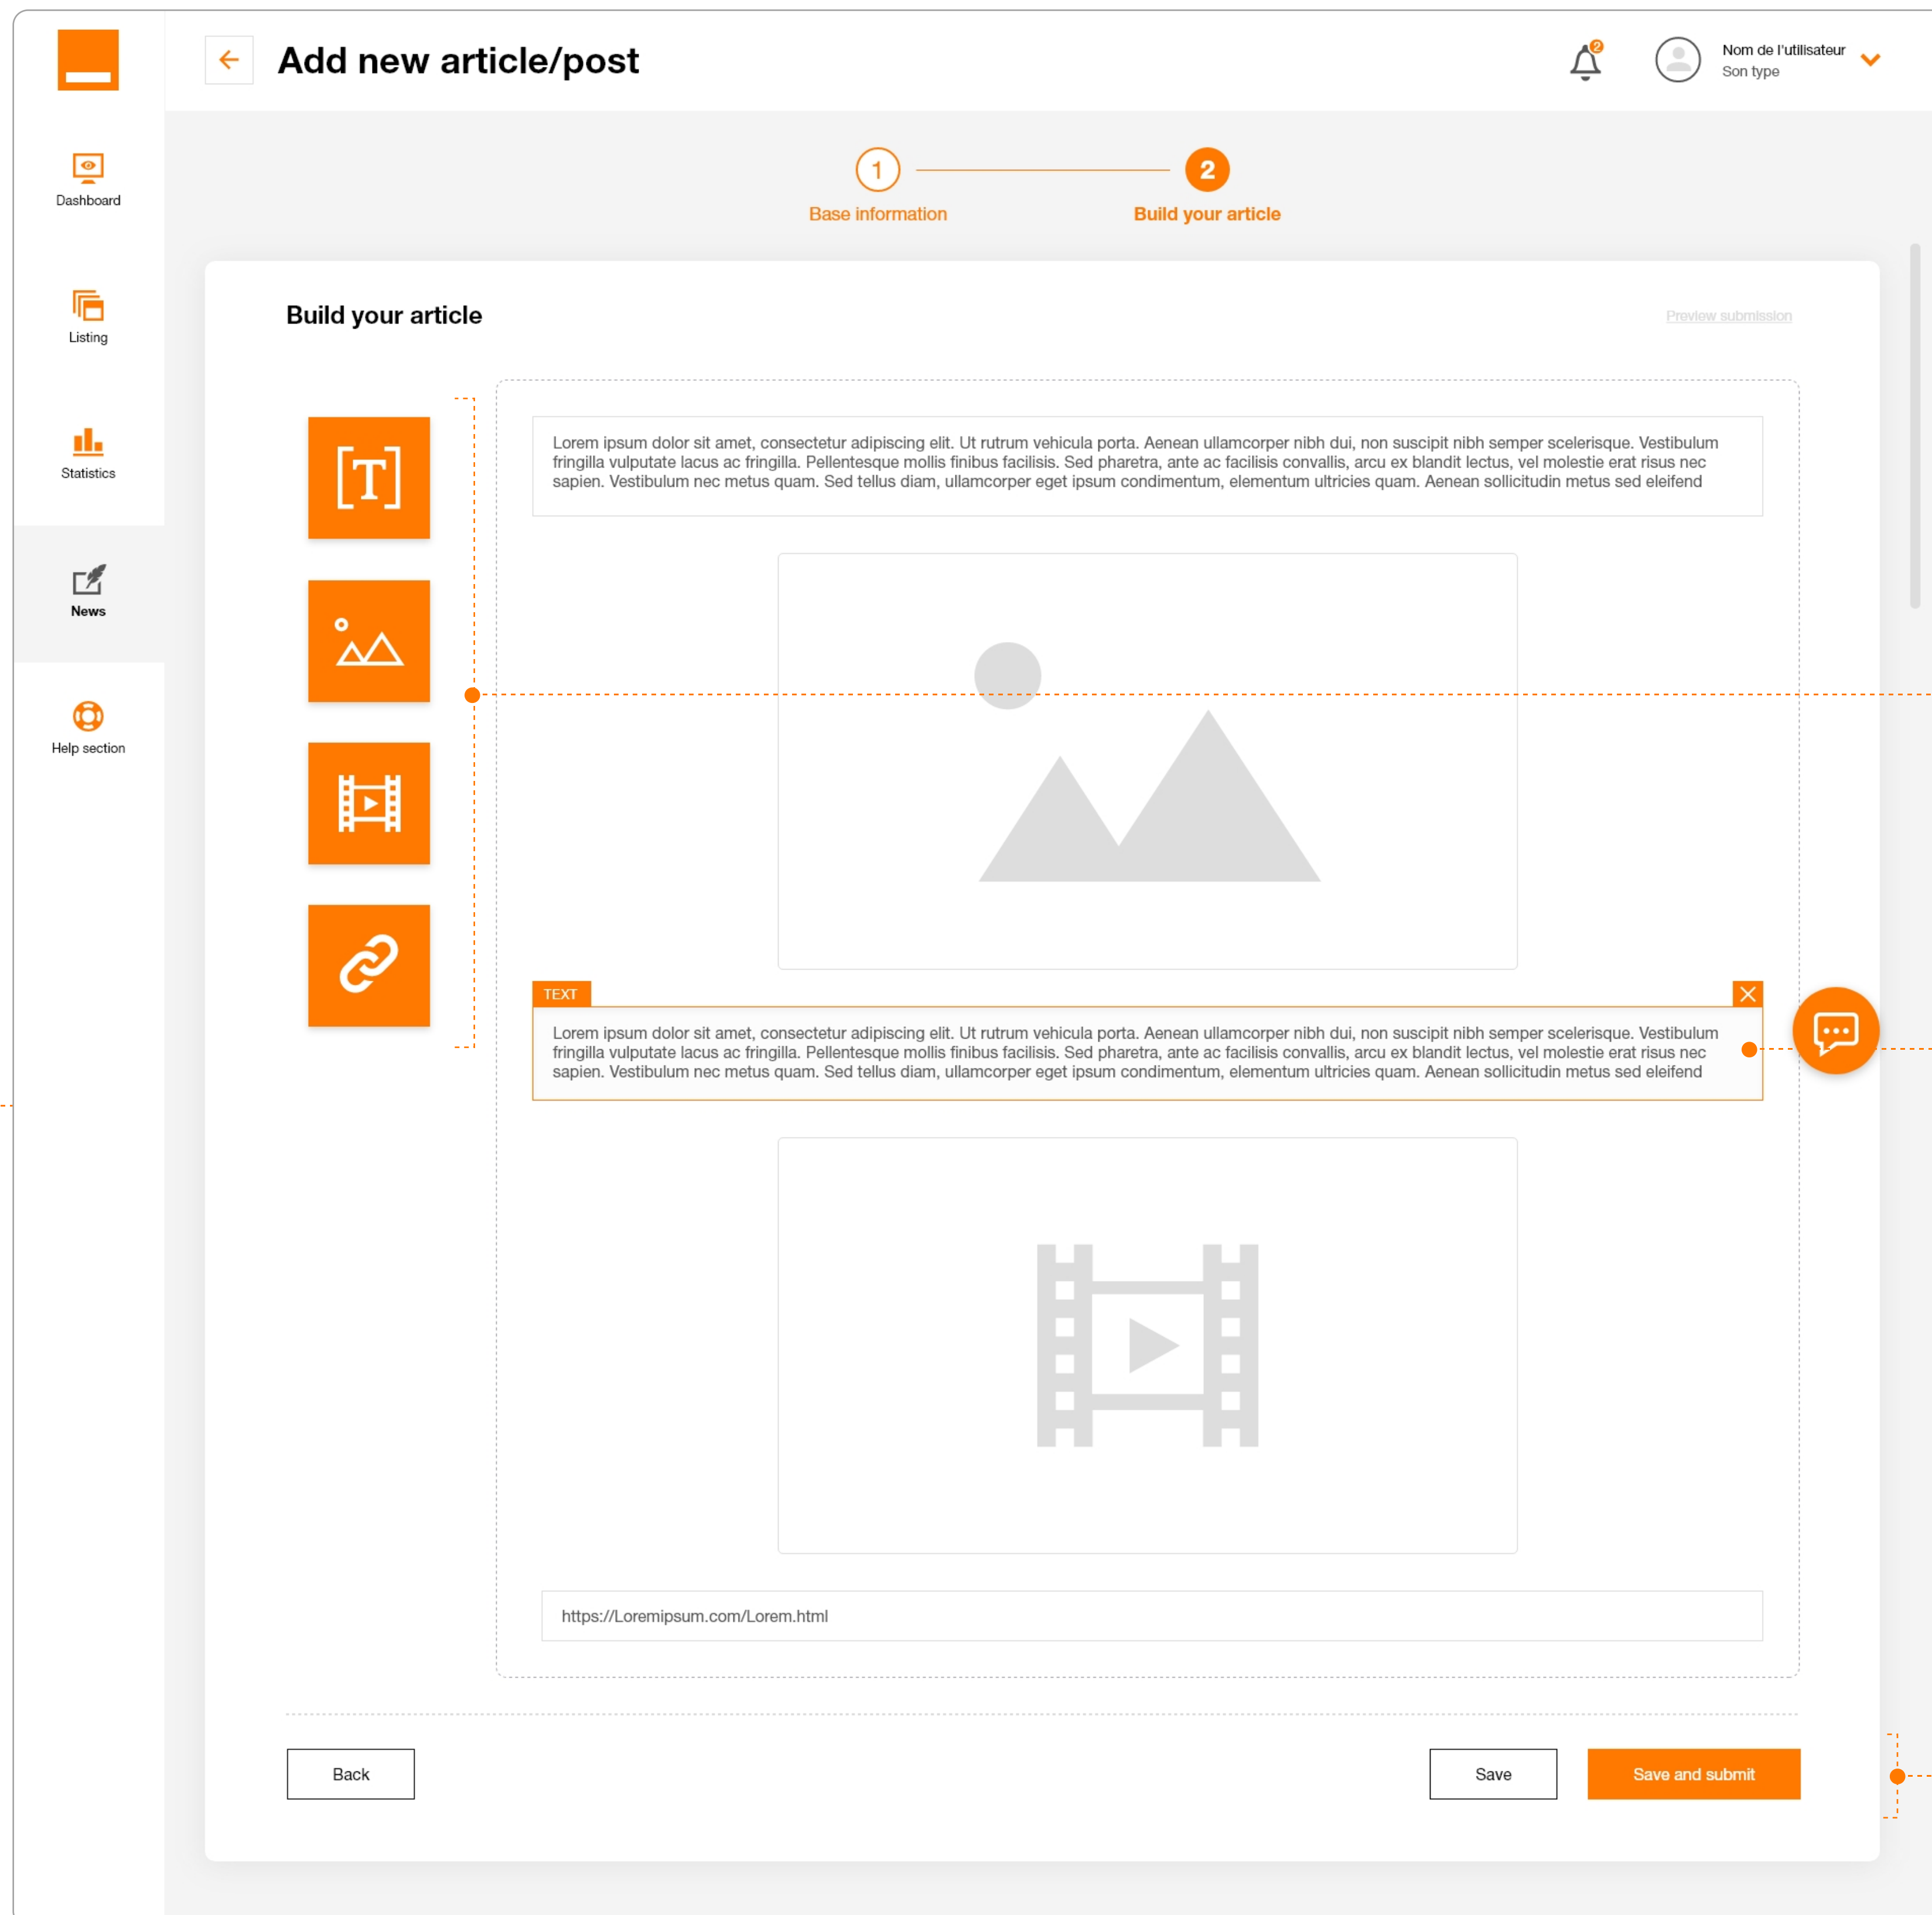 Add new article/post
2
Nom de l'utilisateur
Son type
Dashboard
Listing
Statistics
News
Help section
1
2
Base information
Build your article
Build your article
Preview submission
[T]
Lorem ipsum dolor sit amet, consectetur adipiscing elit. Ut rutrum vehicula porta. Aenean ullamcorper nibh dui, non suscipit nibh semper scelerisque. Vestibulum
fringilla vulputate lacus ac fringilla. Pellentesque mollis finibus facilisis. Sed pharetra, ante ac facilisis convallis, arcu ex blandit lectus, vel molestie erat risus nec
sapien. Vestibulum nec metus quam. Sed tellus diam, ullamcorper eget ipsum condimentum, elementum ultricies quam. Aenean sollicitudin metus sed eleifend
TEXT
Lorem ipsum dolor sit amet, consectetur adipiscing elit. Ut rutrum vehicula porta. Aenean ullamcorper nibh dui, non suscipit nibh semper scelerisque. Vestibulum
fringilla vulputate lacus ac fringilla. Pellentesque mollis finibus facilisis. Sed pharetra, ante ac facilisis convallis, arcu ex blandit lectus, vel molestie erat risus nec
sapien. Vestibulum nec metus quam. Sed tellus diam, ullamcorper eget ipsum condimentum, elementum ultricies quam. Aenean sollicitudin metus sed eleifend
https://Loremipsum.com/Lorem.html
Back
Save
Save and submit